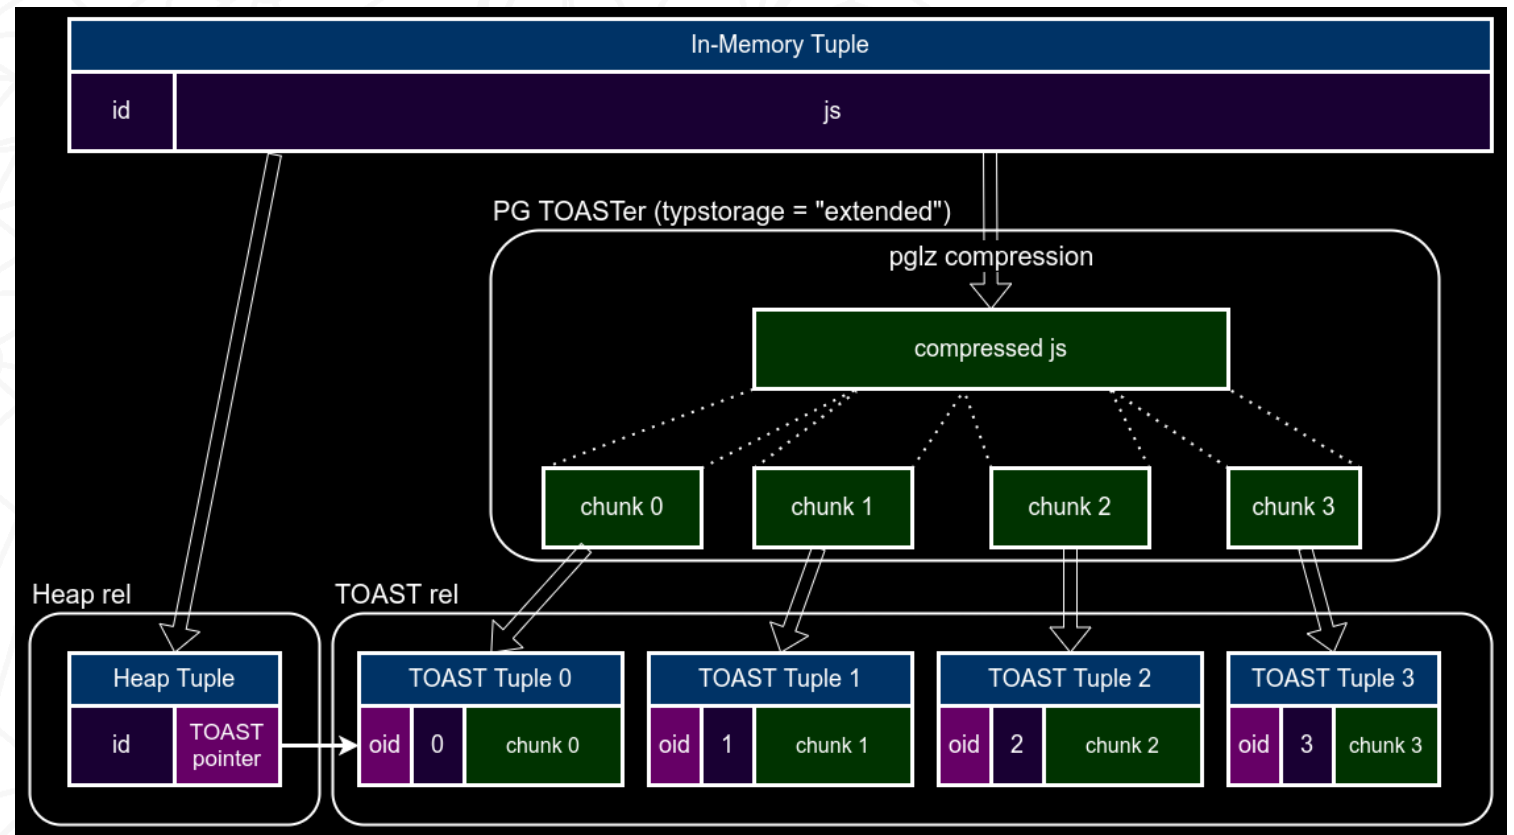 In-Memory Tuple
id
js
PG TOASTer (typstorage = "extended")
pglz compression
compressed js
chunk 0
chunk 1
chunk 2
chunk 3
Heap rel
TOAST rel
Heap Tuple
id
TOAST
pointer
TOAST Tuple 0
oid
0
chunk 0
TOAST Tuple 1
oid
1
chunk 1
TOAST Tuple 2
oid
2
chunk 2
TOAST Tuple 3
oid
3
chunk 3